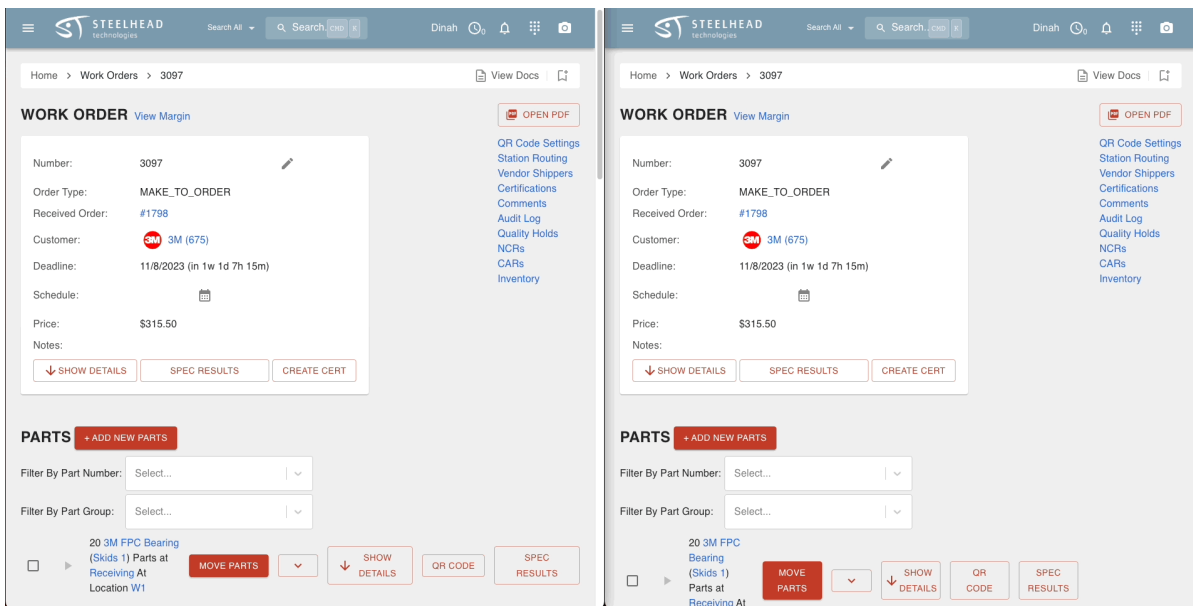 STEELHEAD
technologies
Search All
Search.. CMD K
Dinah
0
Home > Work Orders > 3097
View Docs
WORK ORDER View Margin
PDF OPEN PDF
Number: 3097
Order Type: MAKE_TO_ORDER
Received Order: #1798
Customer: 3M 3M (675)
Deadline: 11/8/2023 (in 1w 1d 7h 15m)
Schedule:
Price: $315.50
Notes:
SHOW DETAILS
SPEC RESULTS
CREATE CERT
QR Code Settings
Station Routing
Vendor Shippers
Certifications
Comments
Audit Log
Quality Holds
NCRs
CARs
Inventory
PARTS + ADD NEW PARTS
Filter By Part Number: Select...
Filter By Part Group: Select...
20 3M FPC Bearing
(Skids 1) Parts at
Receiving At
Location W1
MOVE PARTS
SHOW
DETAILS
QR CODE
SPEC
RESULTS
STEELHEAD
technologies
Search All
Search.. CMD K
Dinah
0
Home > Work Orders > 3097
View Docs
WORK ORDER View Margin
PDF OPEN PDF
Number: 3097
Order Type: MAKE_TO_ORDER
Received Order: #1798
Customer: 3M 3M (675)
Deadline: 11/8/2023 (in 1w 1d 7h 15m)
Schedule:
Price: $315.50
Notes:
SHOW DETAILS
SPEC RESULTS
CREATE CERT
QR Code Settings
Station Routing
Vendor Shippers
Certifications
Comments
Audit Log
Quality Holds
NCRs
CARs
Inventory
PARTS + ADD NEW PARTS
Filter By Part Number: Select...
Filter By Part Group: Select...
20 3M FPC
Bearing
(Skids 1)
Parts at
Receiving At
MOVE
PARTS
SHOW
DETAILS
QR
CODE
SPEC
RESULTS